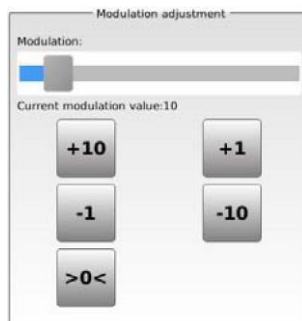 Modulation adjustment
Modulation:
Current modulation value:10
+10 +1
-1 -10
>0<